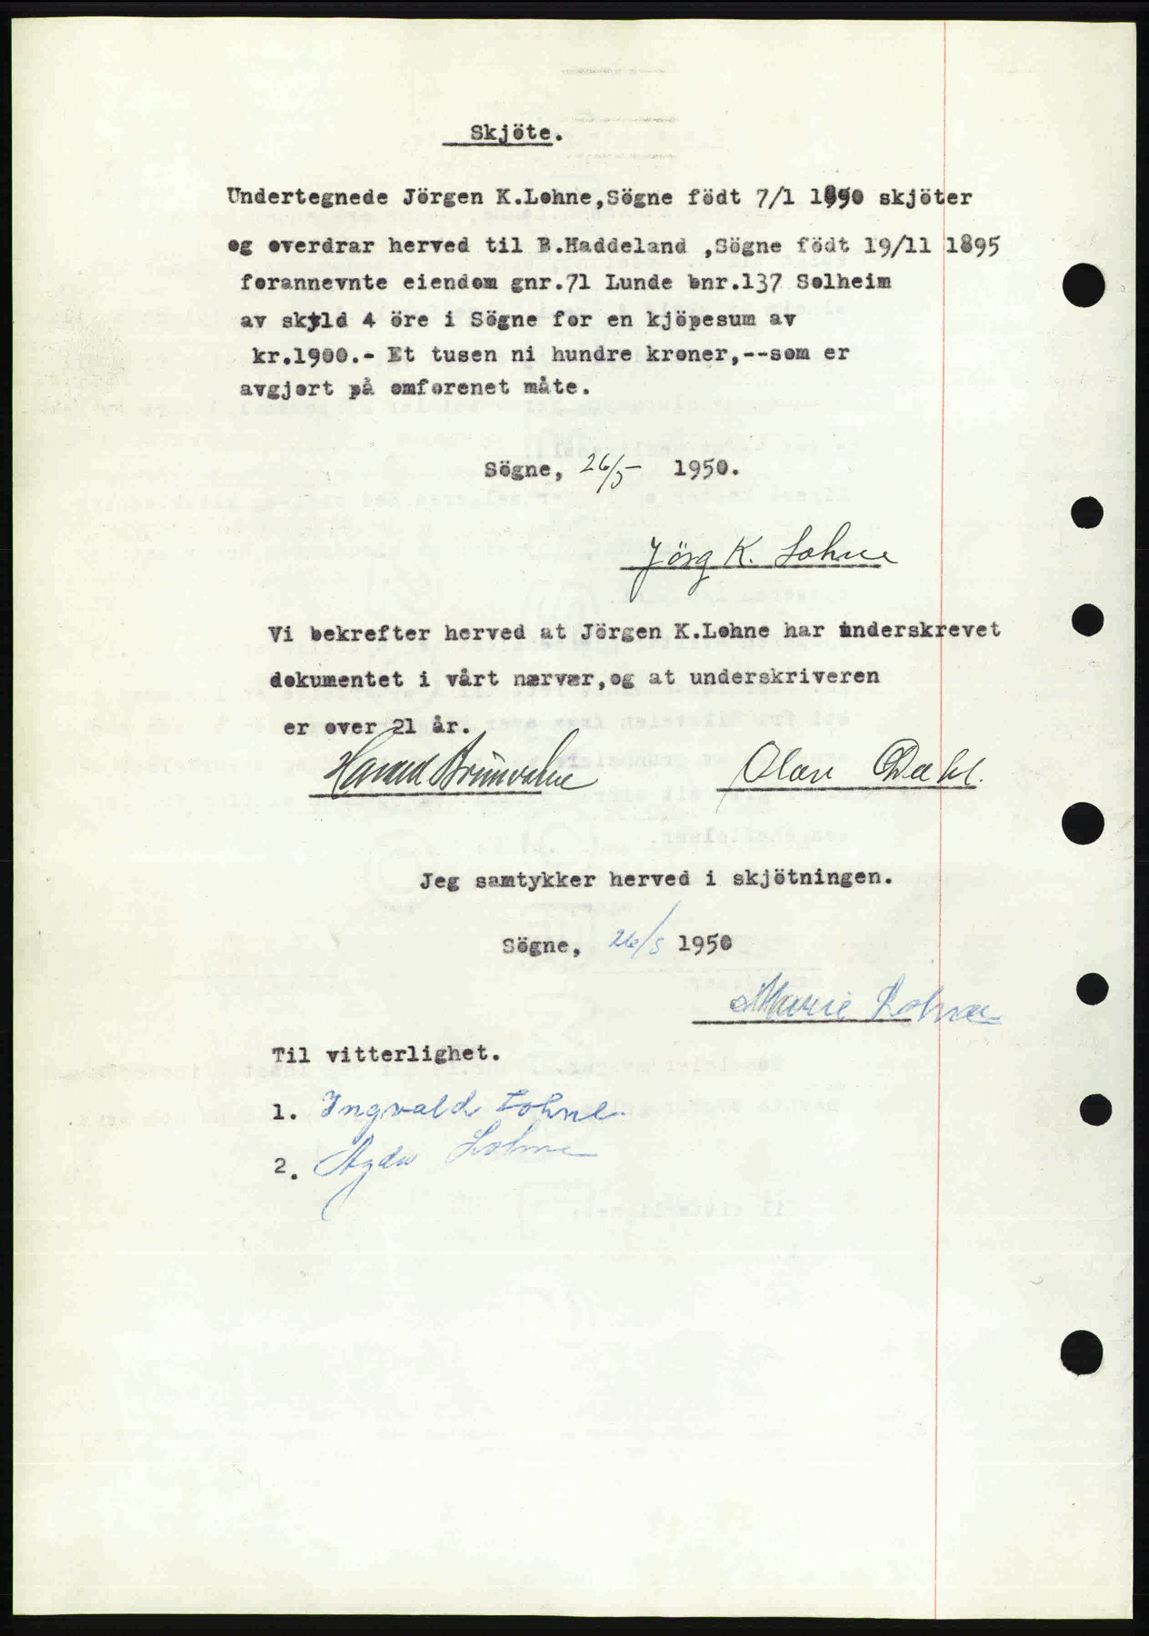 Skjöte.
Undertegnede Jörgen K.Lohne,Sögne födt 7/1 1890 skjöter
og overdrar herved til B.Haddeland ,Sögne födt 19/11 1895
forannevnte eiendom gnr.71 Lunde bnr.137 Solheim
av skyld 4 öre i Sögne for en kjöpesum av
kr.1900.- Et tusen ni hundre kroner,--som er
avgjort på omforenet måte.
Sögne, 26/5 1950.
Jörg K. Lohne
Vi bekrefter herved at Jörgen K.Lohne har underskrevet
dokumentet i vårt nærvær,og at underskriveren
er over 21 år.
Olav Dahl.
Jeg samtykker herved i skjötningen.
Sögne, 26/5 1950
Marie Lohne
Til vitterlighet.
1. Ingvald Lohne
2. Agda Lohne